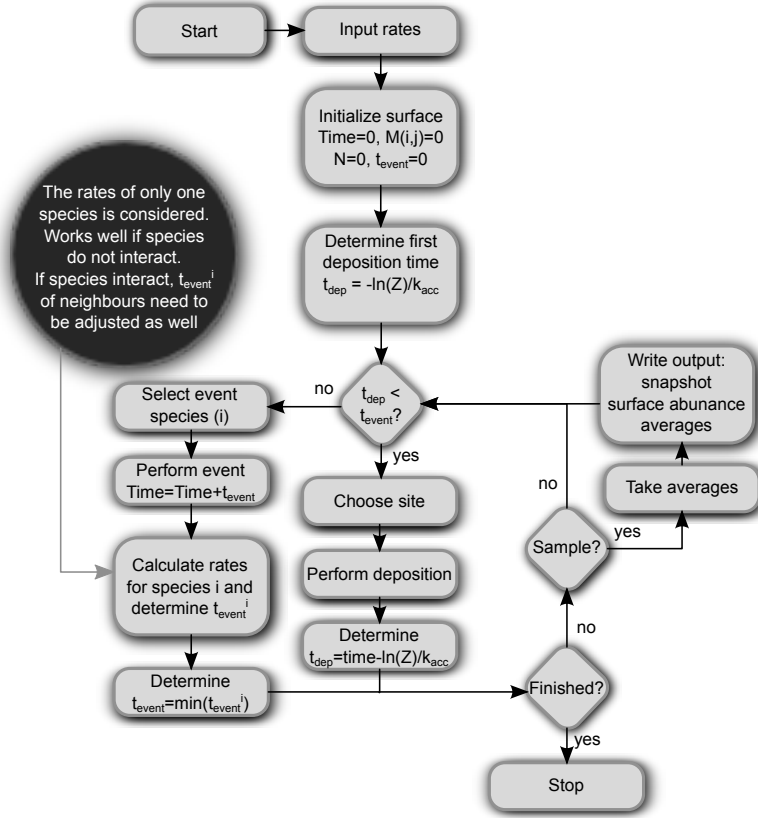 Start
Input rates
Initialize surface
Time=0, M(i,j)=0
N=0, t_event=0
The rates of only one
species is considered.
Works well if species
do not interact.
If species interact, t_event^i
of neighbours need to
be adjusted as well
Determine first
deposition time
t_dep = -ln(Z)/k_acc
t_dep <
t_event?
no
yes
Select event
species (i)
Perform event
Time=Time+t_event
Calculate rates
for species i and
determine t_event^i
Determine
t_event=min(t_event^i)
Choose site
Perform deposition
Determine
t_dep=time-ln(Z)/k_acc
Write output:
snapshot
surface abunance
averages
Take averages
no
Sample?
yes
no
Finished?
yes
Stop